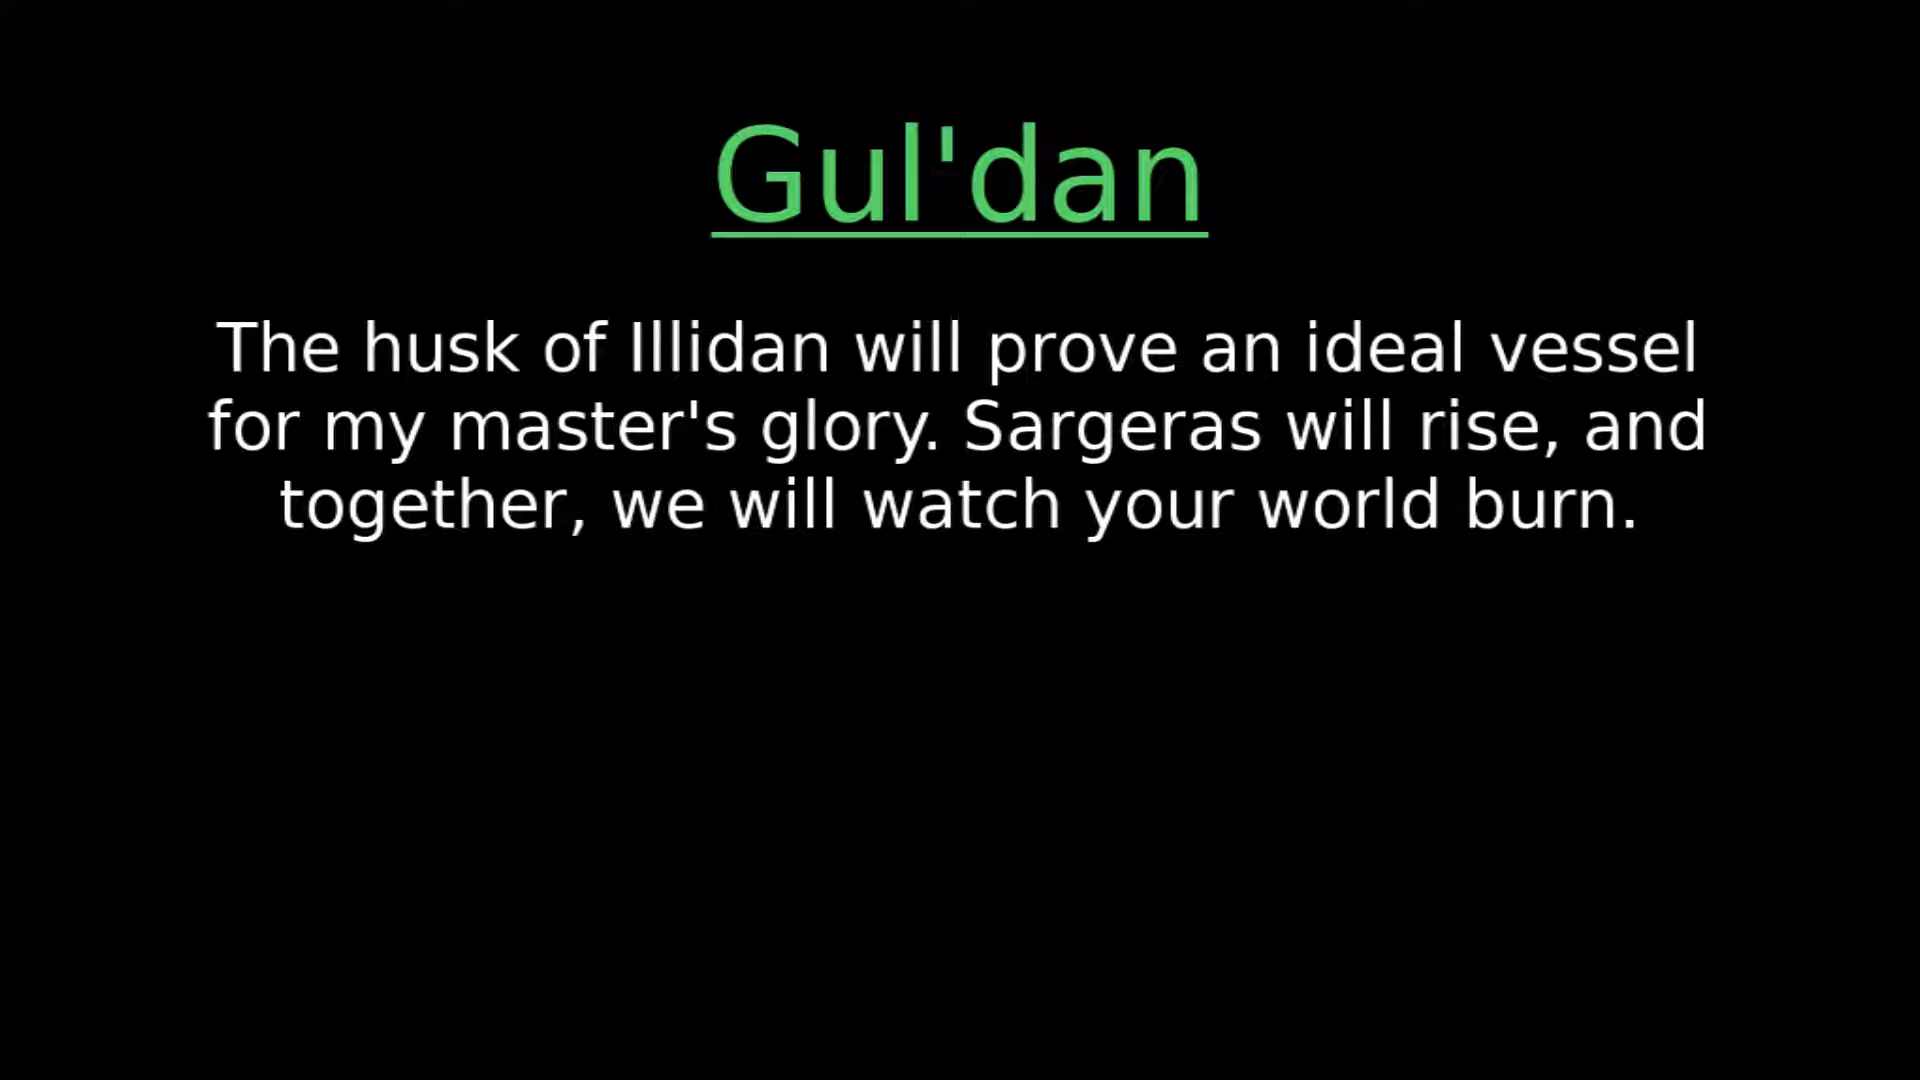 Gul'dan
The husk of Illidan will prove an ideal vessel
for my master's glory. Sargeras will rise, and
together, we will watch your world burn.